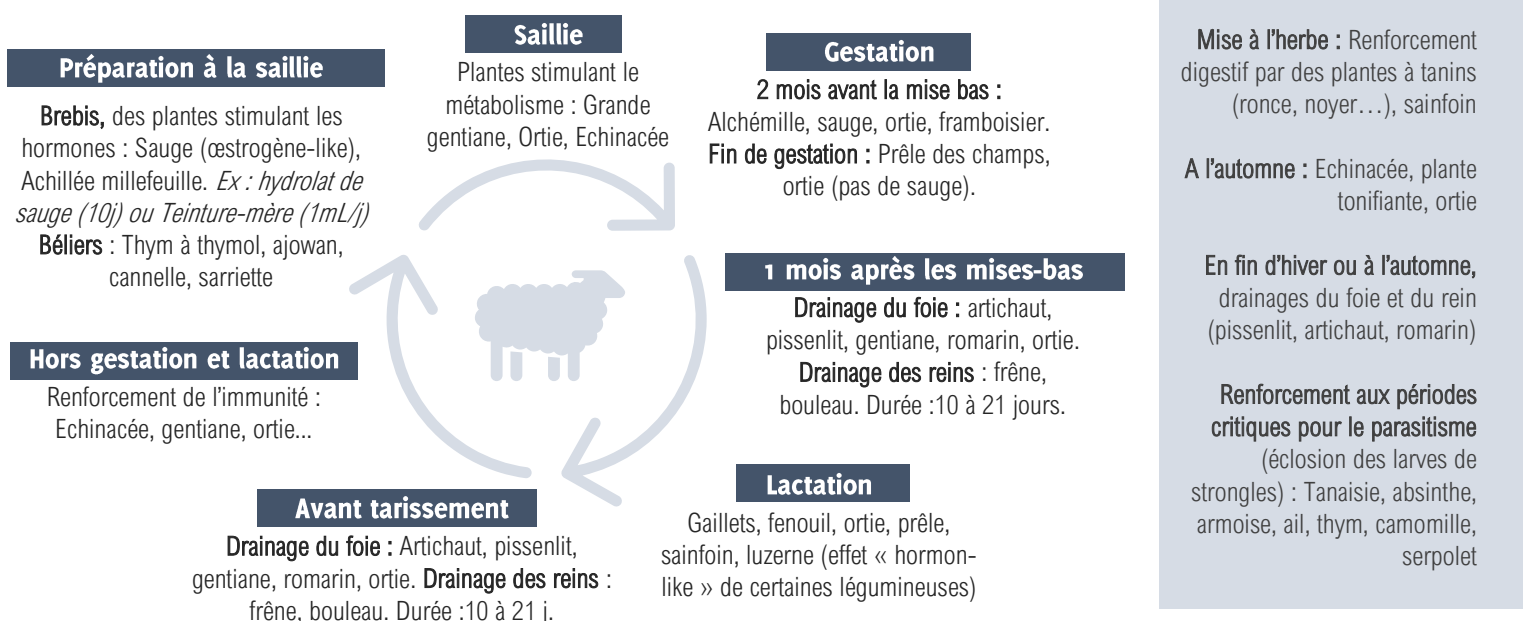 Préparation à la saillie
Brebis, des plantes stimulant les
hormones : Sauge (œstrogène-like),
Achillée millefeuille. Ex : hydrolat de
sauge (10j) ou Teinture-mère (1mL/j)
Béliers : Thym à thymol, ajowan,
cannelle, sarriette
Saillie
Plantes stimulant le
métabolisme : Grande
gentiane, Ortie, Echinacée
Gestation
2 mois avant la mise bas :
Alchémille, sauge, ortie, framboisier.
Fin de gestation : Prêle des champs,
ortie (pas de sauge).
1 mois après les mises-bas
Drainage du foie : artichaut,
pissenlit, gentiane, romarin, ortie.
Drainage des reins : frêne,
bouleau. Durée :10 à 21 jours.
Lactation
Gaillets, fenouil, ortie, prêle,
sainfoin, luzerne (effet « hormon-
like » de certaines légumineuses)
Avant tarissement
Drainage du foie : Artichaut, pissenlit,
gentiane, romarin, ortie. Drainage des reins :
frêne, bouleau. Durée :10 à 21 j.
Hors gestation et lactation
Renforcement de l'immunité :
Echinacée, gentiane, ortie...
Mise à l'herbe : Renforcement
digestif par des plantes à tanins
(ronce, noyer…), sainfoin
A l'automne : Echinacée, plante
tonifiante, ortie
En fin d'hiver ou à l'automne,
drainages du foie et du rein
(pissenlit, artichaut, romarin)
Renforcement aux périodes
critiques pour le parasitisme
(éclosion des larves de
strongles) : Tanaisie, absinthe,
armoise, ail, thym, camomille,
serpolet